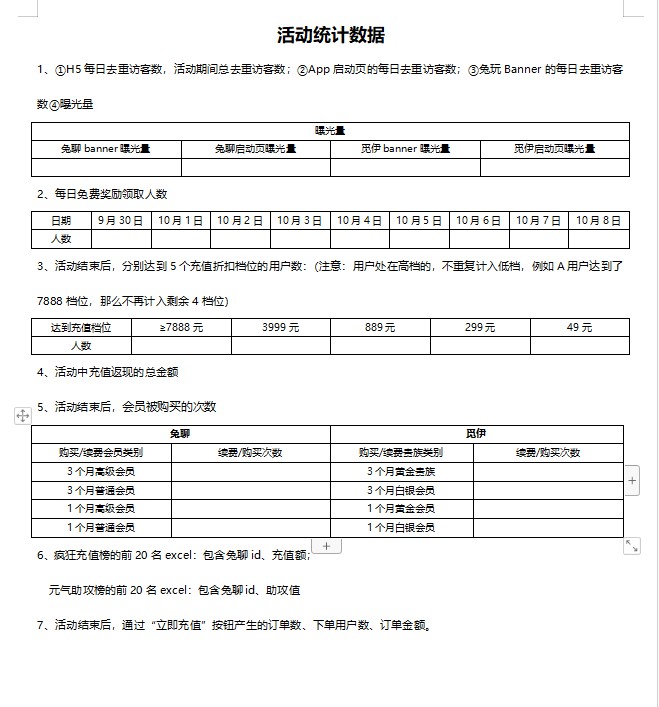 活动统计数据
1、①H5 每日去重访客数，活动期间总去重访客数；②App 启动页的每日去重访客数；③兔玩 Banner 的每日去重访客
数④曝光量
曝光量
兔聊 banner 曝光量 兔聊启动页曝光量 觅伊 banner 曝光量 觅伊启动页曝光量
2、每日免费奖励领取人数
日期 9 月 30 日 10 月 1 日 10 月 2 日 10 月 3 日 10 月 4 日 10 月 5 日 10 月 6 日 10 月 7 日 10 月 8 日
人数
3、活动结束后，分别达到 5 个充值折扣档位的用户数：(注意：用户处在高档的，不重复计入低档，例如 A 用户达到了
7888 档位，那么不再计入剩余 4 档位)
达到充值档位 ≥7888 元 3999 元 889 元 299 元 49 元
人数
4、活动中充值返现的总金额
5、活动结束后，会员被购买的次数
兔聊 觅伊
购买/续费会员类别 续费/购买次数 购买/续费贵族类别 续费/购买次数
3 个月高级会员 3 个月黄金贵族
3 个月普通会员 3 个月白银会员
1 个月高级会员 1 个月黄金会员
1 个月普通会员 1 个月白银会员
6、疯狂充值榜的前 20 名 excel：包含兔聊 id、充值额；
元气助攻榜的前 20 名 excel：包含兔聊 id、助攻值
7、活动结束后，通过“立即充值”按钮产生的订单数、下单用户数、订单金额。